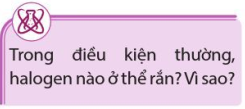 Trong điều kiện thường,
halogen nào ở thể rắn? Vì sao?